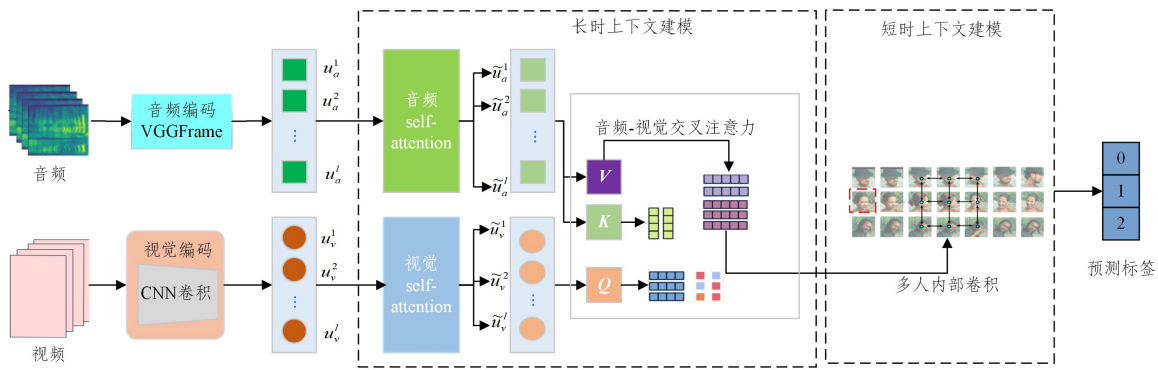 长时上下文建模
短时上下文建模
音频
音频编码
VGGFrame
u_a^1
u_a^2
⋮
u_a^l
音频
self-
attention
ũ_a^1
ũ_a^2
⋮
ũ_a^l
音频-视觉交叉注意力
V
K
Q
视频
视觉编码
CNN卷积
u_v^1
u_v^2
⋮
u_v^l
视觉
self-
attention
ũ_v^1
ũ_v^2
⋮
ũ_v^l
多人内部卷积
0
1
2
预测标签